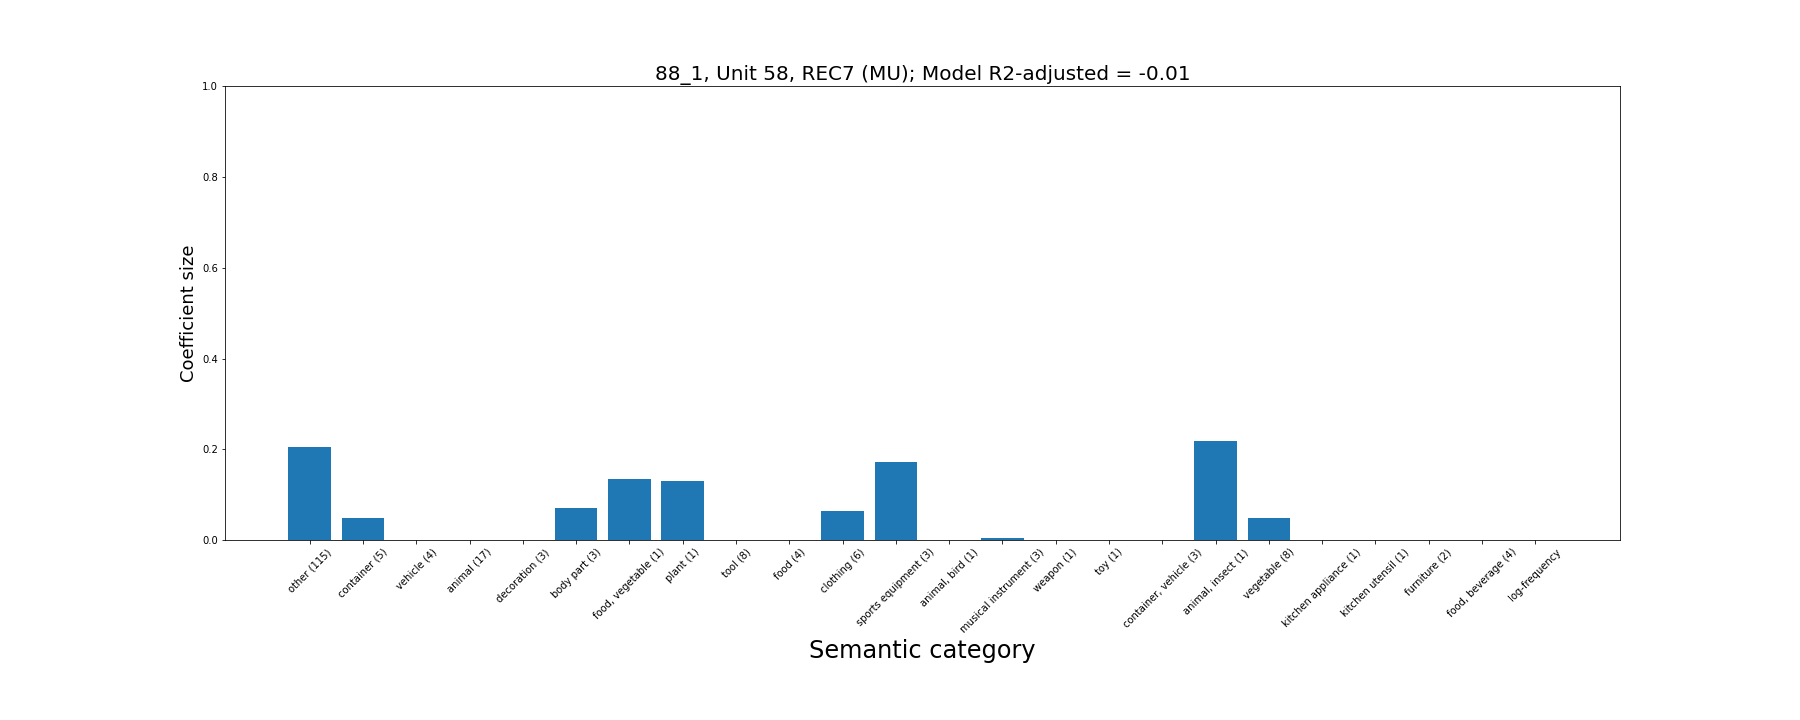 88_1, Unit 58, REC7 (MU); Model R2-adjusted = -0.01
1.0
0.8
0.6
0.4
0.2
0.0
Coefficient size
other (115)
container (5)
vehicle (4)
animal (17)
decoration (3)
body part (3)
food, vegetable (1)
plant (1)
tool (8)
food (4)
clothing (6)
sports equipment (3)
animal, bird (1)
musical instrument (3)
weapon (1)
toy (1)
container, vehicle (3)
animal, insect (1)
vegetable (8)
kitchen appliance (1)
kitchen utensil (1)
furniture (2)
food, beverage (4)
log-frequency
Semantic category